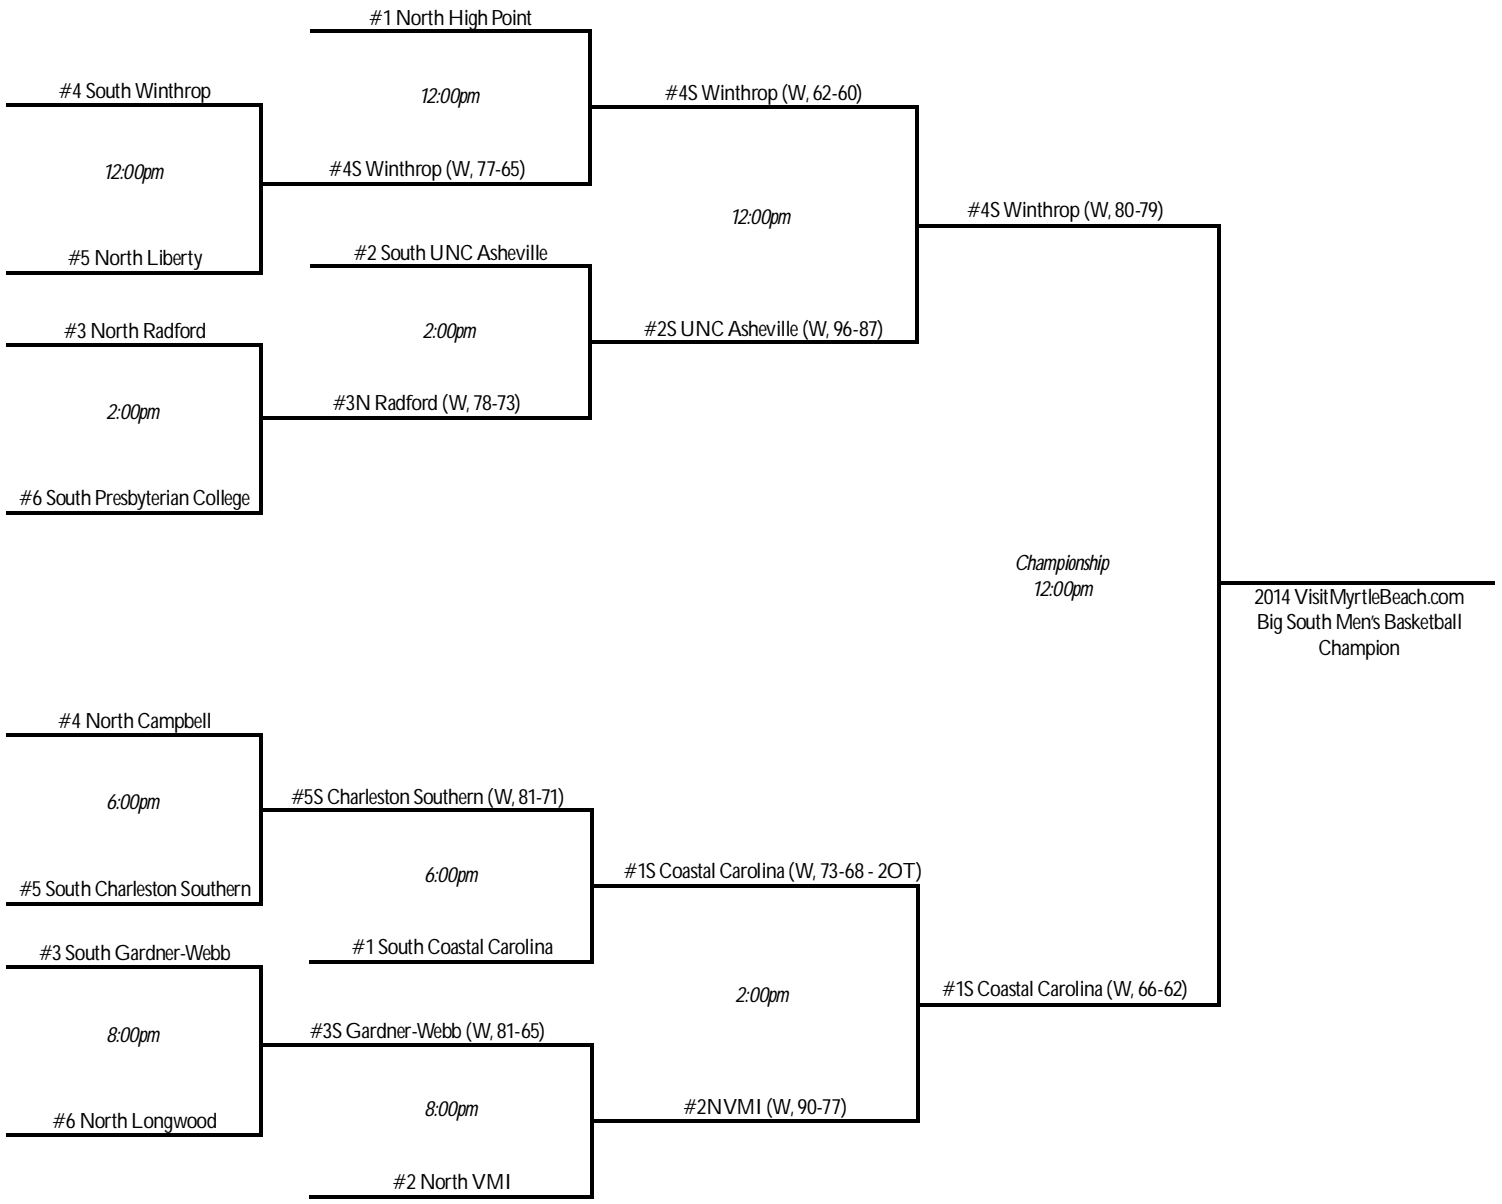 #1 North High Point
#4 South Winthrop
12:00pm
#4S Winthrop (W, 62-60)
12:00pm
#4S Winthrop (W, 77-65)
12:00pm
#4S Winthrop (W, 80-79)
#5 North Liberty
#2 South UNC Asheville
#3 North Radford
2:00pm
#2S UNC Asheville (W, 96-87)
2:00pm
#3N Radford (W, 78-73)
#6 South Presbyterian College
Championship
12:00pm
2014 VisitMyrtleBeach.com
Big South Men's Basketball
Champion
#4 North Campbell
6:00pm
#5S Charleston Southern (W, 81-71)
6:00pm
#1S Coastal Carolina (W, 73-68 - 2OT)
#5 South Charleston Southern
#3 South Gardner-Webb
#1 South Coastal Carolina
2:00pm
#1S Coastal Carolina (W, 66-62)
8:00pm
#3S Gardner-Webb (W, 81-65)
#6 North Longwood
8:00pm
#2N VMI (W, 90-77)
#2 North VMI